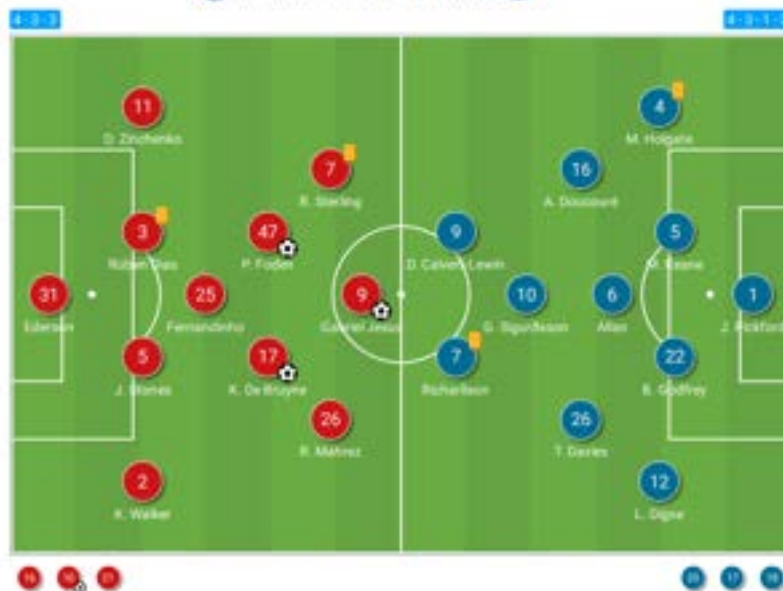 4-3-3
4-3-1-2
11
O. Zinchenko
3
Rúben Dias
31
Ederson
5
J. Stones
2
K. Walker
25
Fernandinho
7
R. Sterling
47
P. Foden
17
K. De Bruyne
26
R. Mahrez
9
Gabriel Jesus
9
D. Calvert-Lewin
7
Richarlison
10
G. Sigurdsson
6
Allan
16
A. Doucouré
26
T. Davies
4
M. Holgate
5
M. Keane
22
B. Godfrey
12
L. Digne
1
J. Pickford